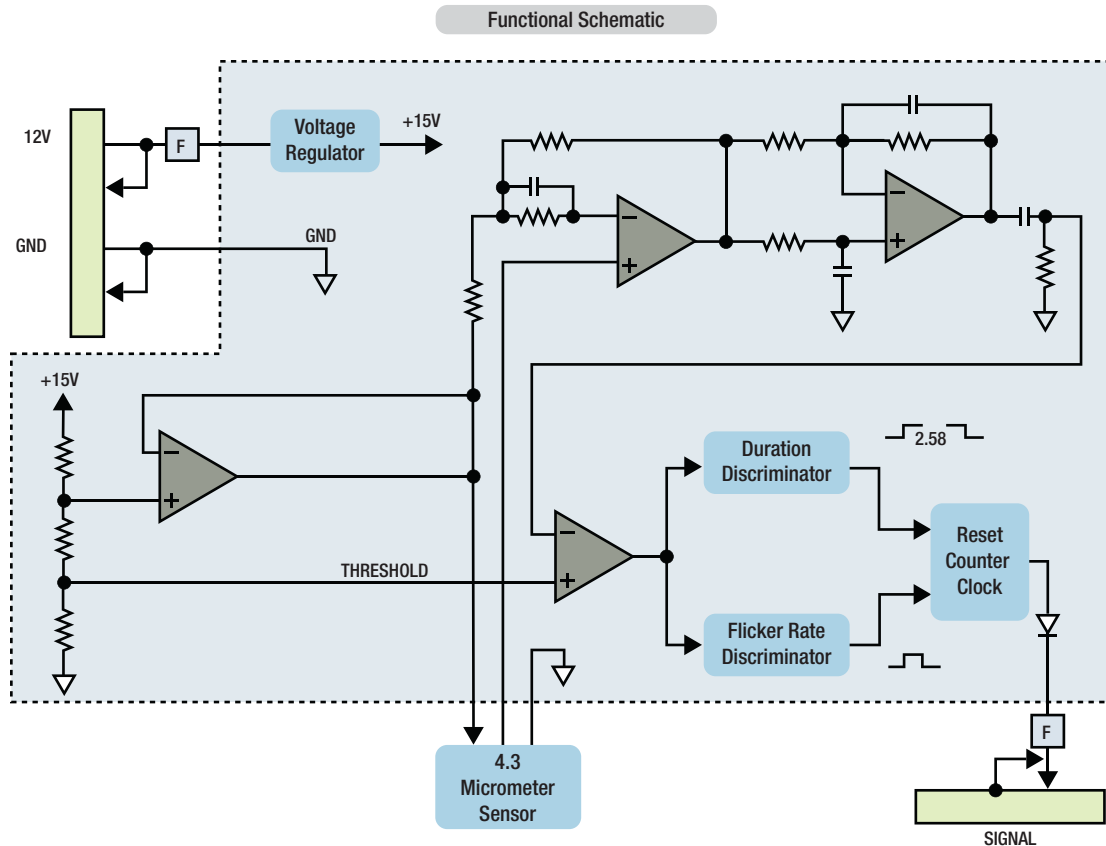 Functional Schematic
12V
F
Voltage
Regulator
+15V
GND
GND
+15V
THRESHOLD
Duration
Discriminator
2.58
Flicker Rate
Discriminator
Reset
Counter
Clock
4.3
Micrometer
Sensor
F
SIGNAL
−
+
−
+
−
+
−
+